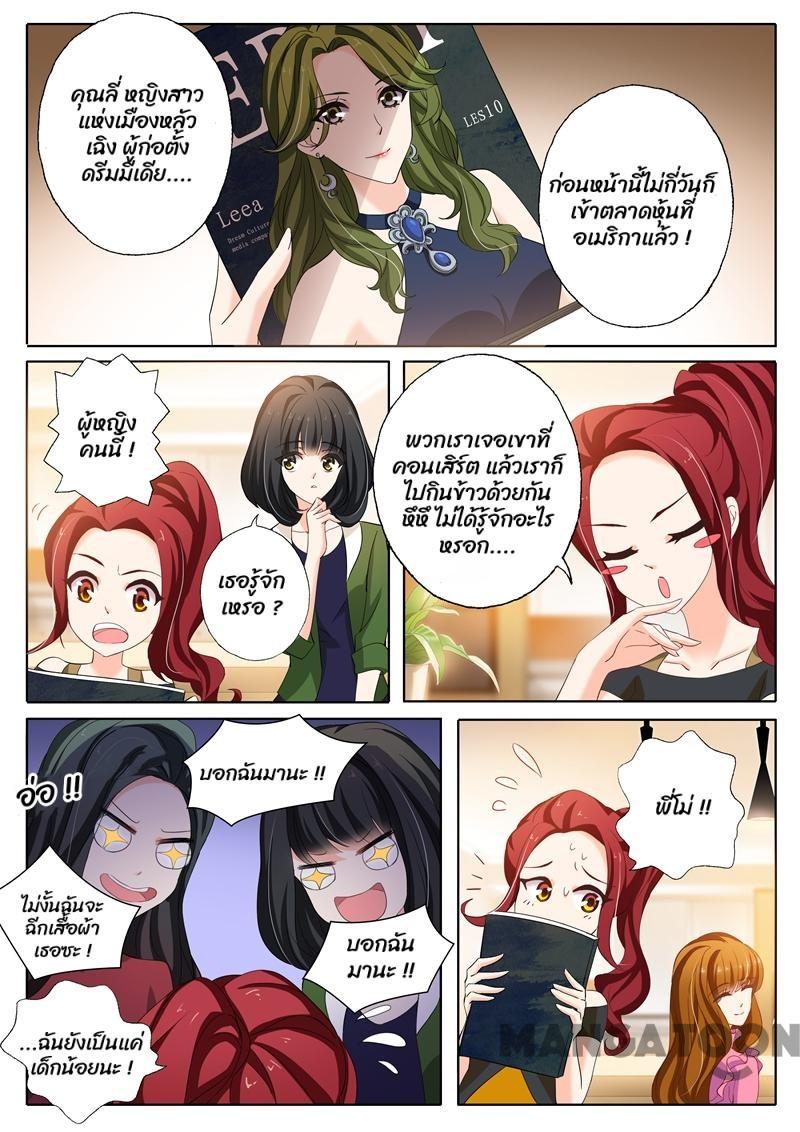 คุณลี่ หญิงสาว
แห่งเมืองหลัว
เฉิง ผู้ก่อตั้ง
ดรีมมีเดีย....
LES10
Leea
Dream Cultur
media compa
ก่อนหน้านี้ไม่กี่วันก็
เข้าตลาดหุ้นที่
อเมริกาแล้ว !
ผู้หญิง
คนนี้ !
เธอรู้จัก
เหรอ ?
พวกเราเจอเขาที่
คอนเสิร์ต แล้วเราก็
ไปกินข้าวด้วยกัน
หึหึ ไม่ได้รู้จักอะไร
หรอก....
อ่อ !!
บอกฉันมานะ !!
ไม่งั้นฉันจะ
ฉีกเสื้อผ้า
เธอซะ !
บอกฉัน
มานะ !!
...ฉันยังเป็นแค่
เด็กน้อยนะ !
พี่โม่ !!
MANGATOON